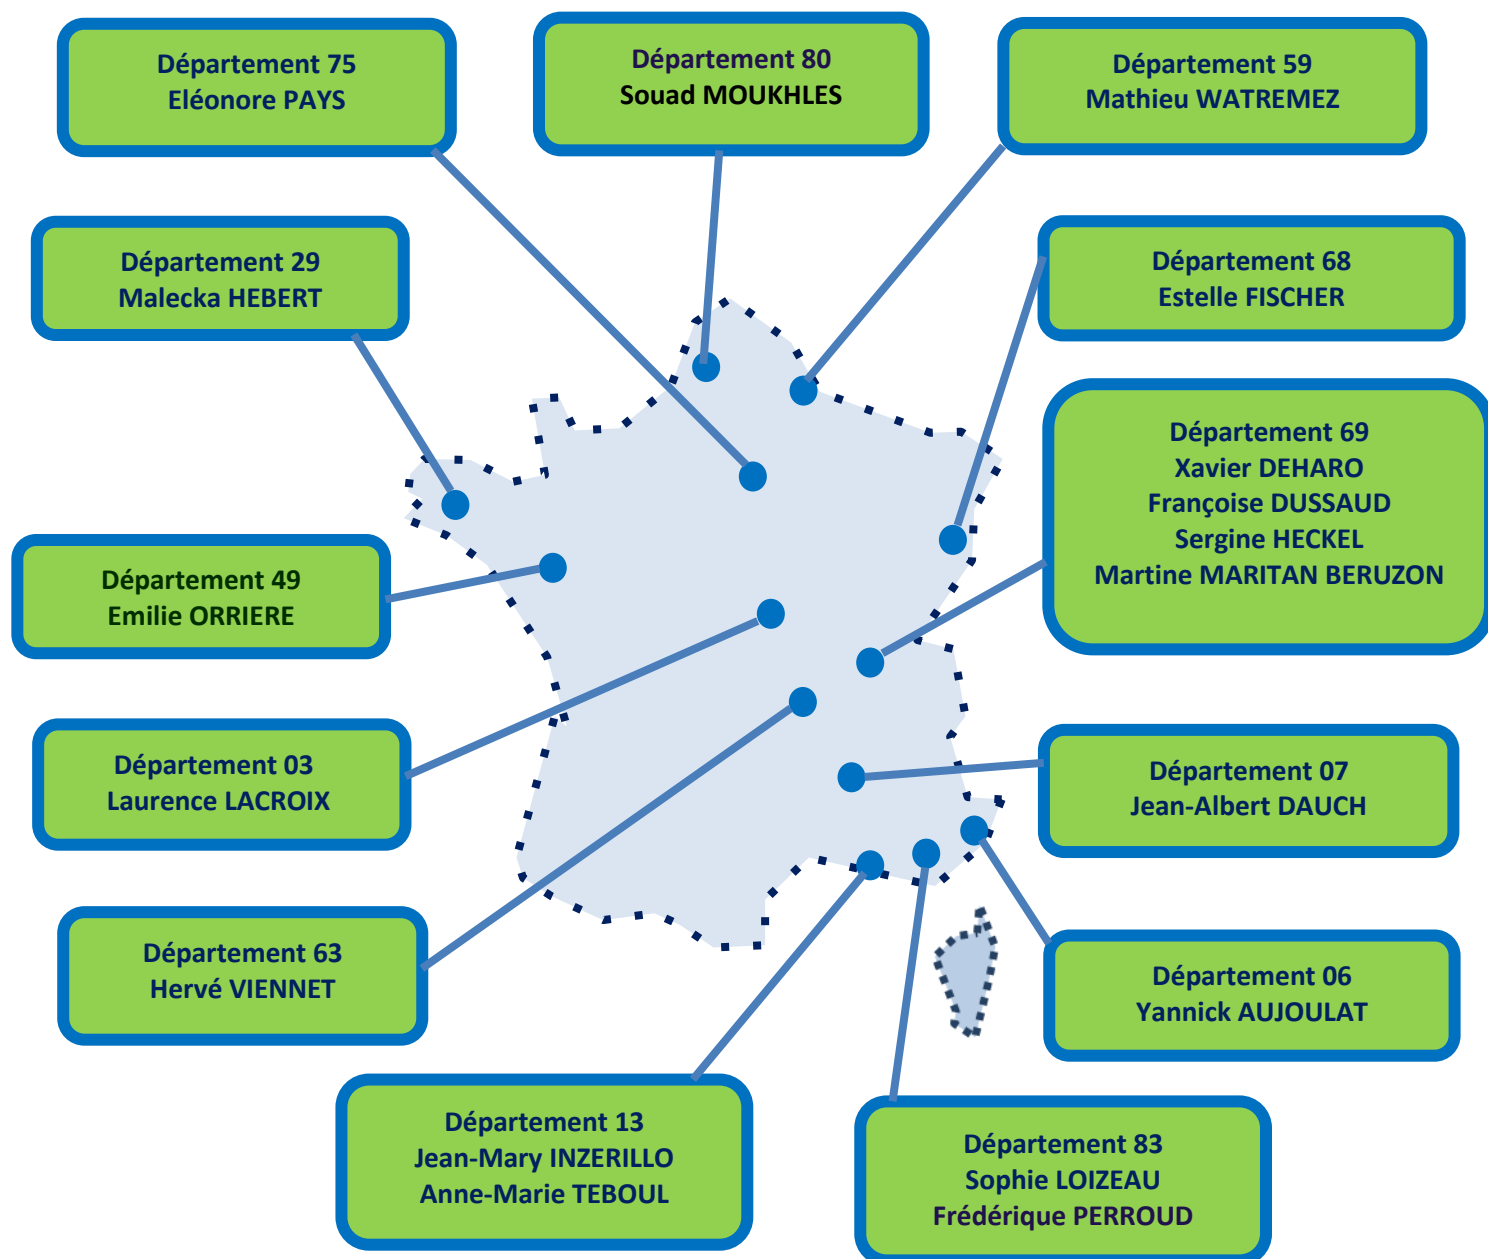 Département 75
Eléonore PAYS
Département 80
Souad MOUKHLES
Département 59
Mathieu WATREMEZ
Département 29
Malecka HEBERT
Département 68
Estelle FISCHER
Département 69
Xavier DEHARO
Françoise DUSSAUD
Sergine HECKEL
Martine MARITAN BERUZON
Département 49
Emilie ORRIERE
Département 03
Laurence LACROIX
Département 07
Jean-Albert DAUCH
Département 63
Hervé VIENNET
Département 06
Yannick AUJOULAT
Département 13
Jean-Mary INZERILLO
Anne-Marie TEBOUL
Département 83
Sophie LOIZEAU
Frédérique PERROUD